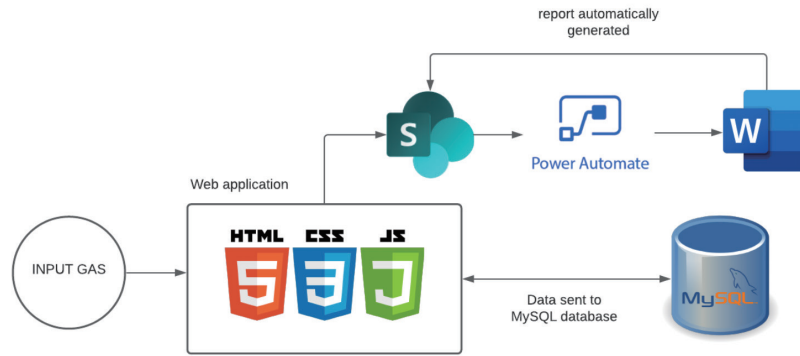 report automatically
generated
S
Power Automate
W
Web application
HTML
CSS
JS
5
3
J
INPUT GAS
Data sent to
MySQL database
MySQL